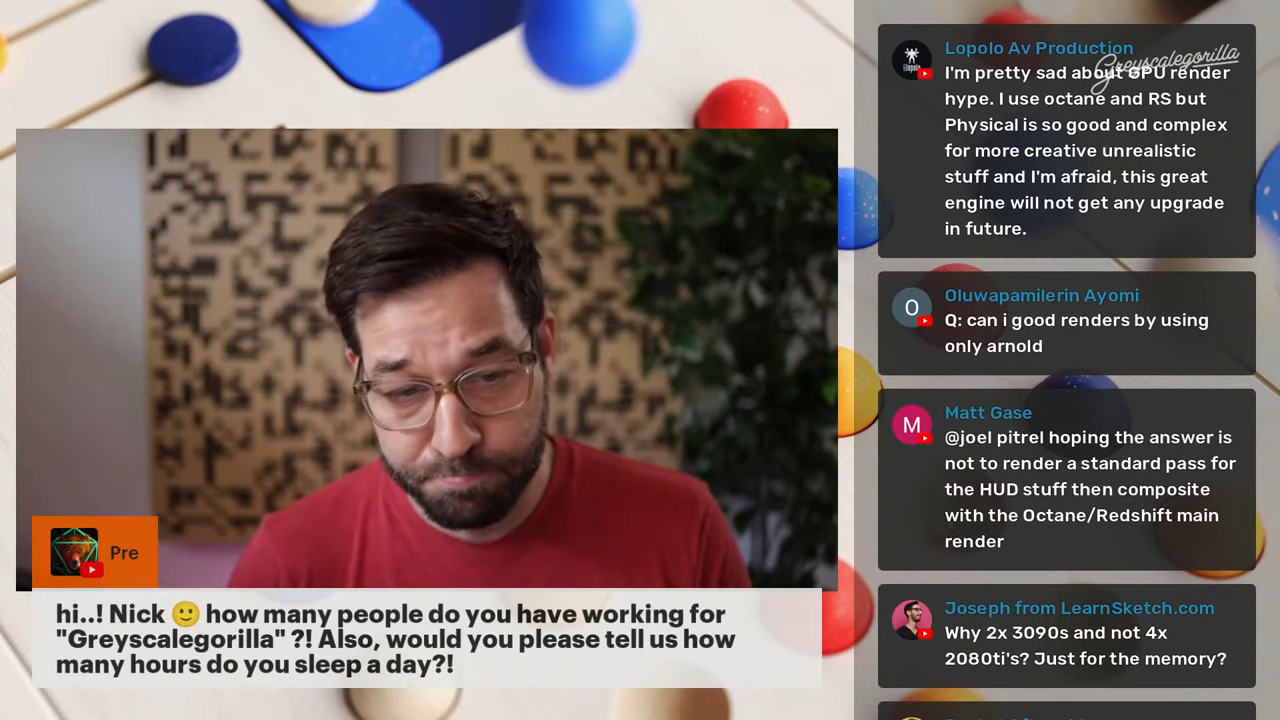 Pre
hi..! Nick 🙂 how many people do you have working for
"Greyscalegorilla" ?! Also, would you please tell us how
many hours do you sleep a day?!
Greyscalegorilla
Lopolo Av Production
I'm pretty sad about GPU render
hype. I use octane and RS but
Physical is so good and complex
for more creative unrealistic
stuff and I'm afraid, this great
engine will not get any upgrade
in future.
O
Oluwapamilerin Ayomi
Q: can i good renders by using
only arnold
M
Matt Gase
@joel pitrel hoping the answer is
not to render a standard pass for
the HUD stuff then composite
with the Octane/Redshift main
render
Joseph from LearnSketch.com
Why 2x 3090s and not 4x
2080ti's? Just for the memory?